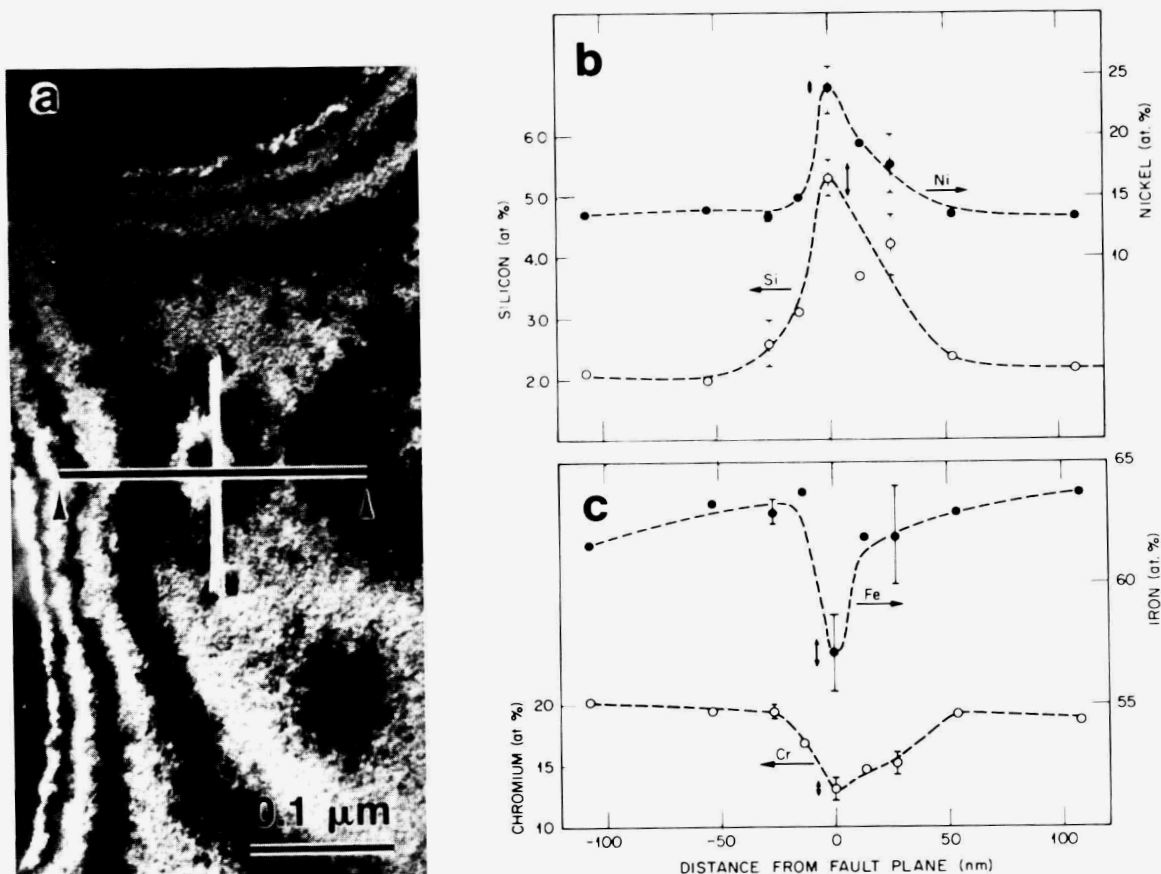 a
0.1 μm
b
SILICON (at %)
6.0
5.0
4.0
3.0
2.0
Ni
Si
25
20
15
10
NICKEL (at. %)
c
CHROMIUM (at %)
20
15
10
Fe
Cr
65
60
55
IRON (at. %)
-100
-50
0
50
100
DISTANCE FROM FAULT PLANE (nm)